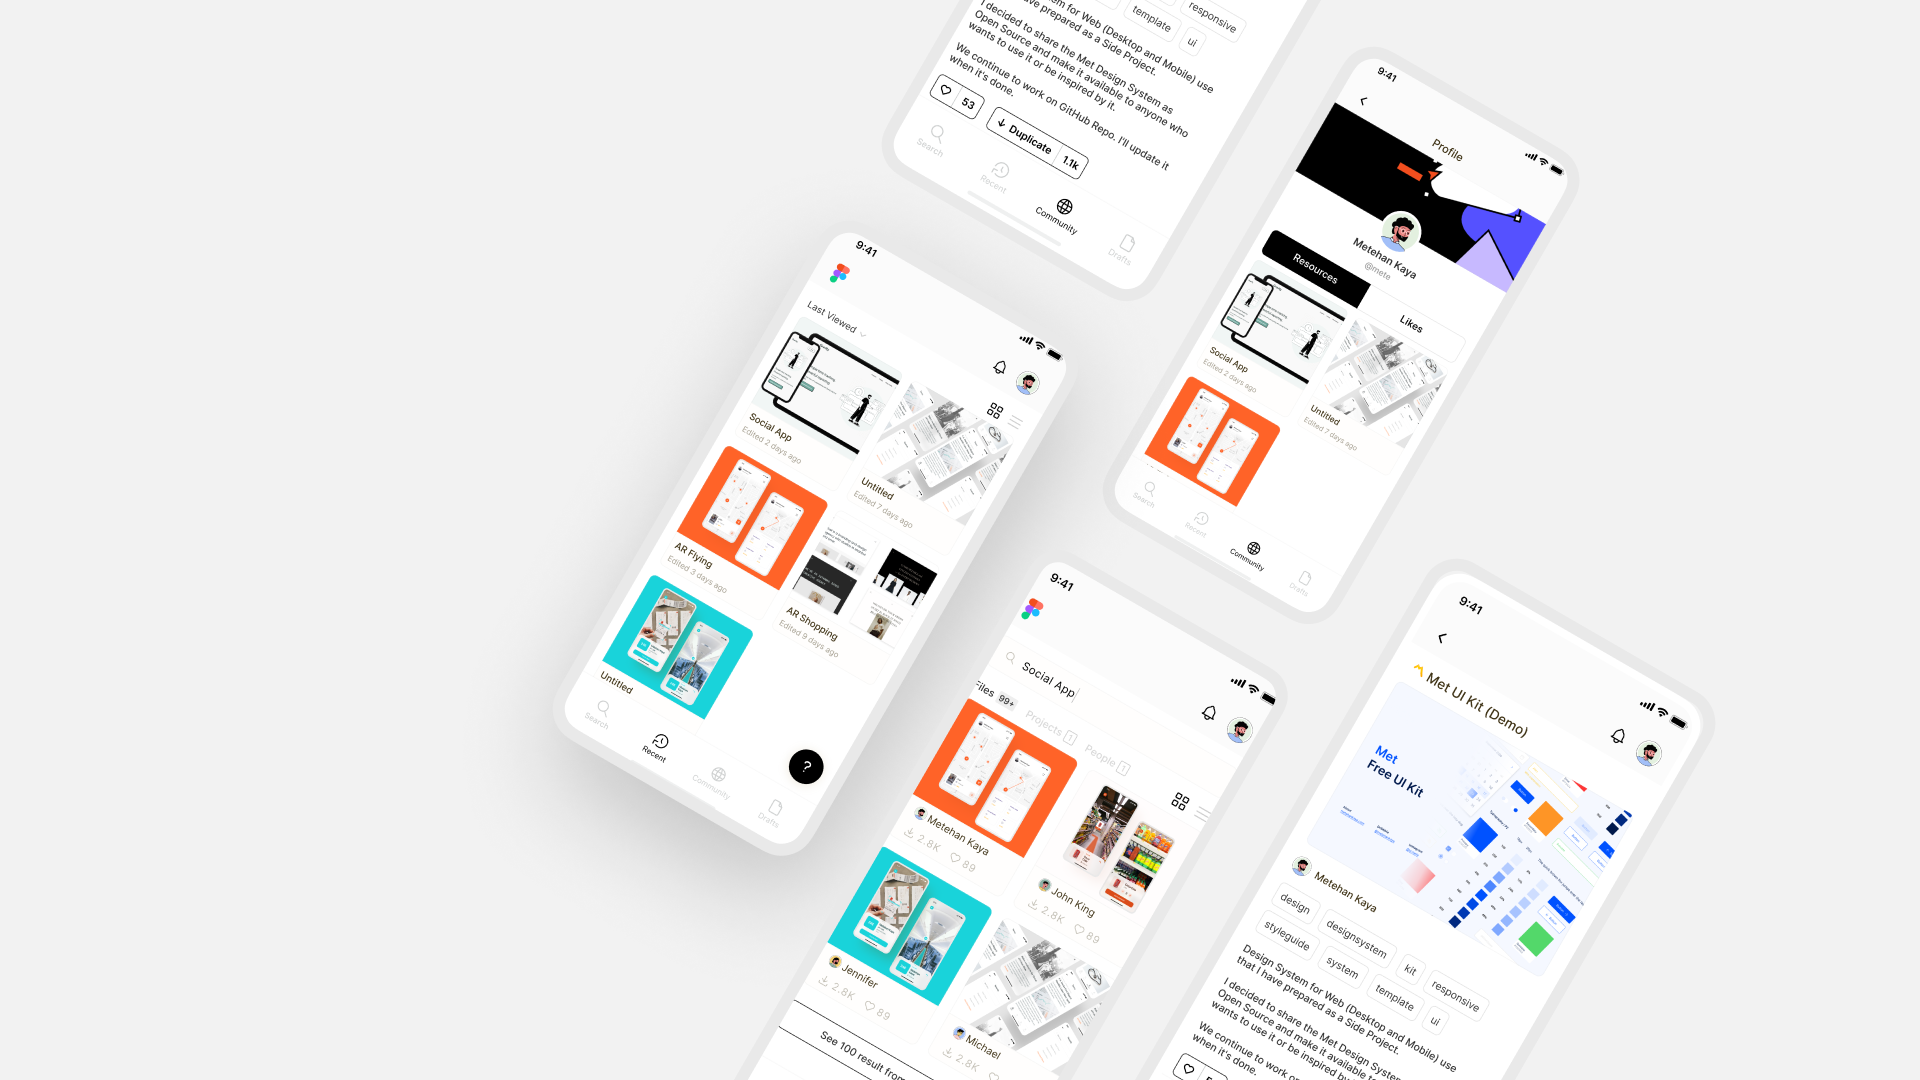 responsive
template
ui
sm for Web (Desktop and Mobile) use
ve prepared as a Side Project.
I decided to share the Met Design System as
Open Source and make it available to anyone who
wants to use it or be inspired by it.
We continue to work on GitHub Repo. I'll update it
when it's done.
53
Duplicate
1.1k
Search
Recent
Community
Drafts
9:41
Profile
Metehan Kaya
@mete
Resources
Likes
Social App
Edited 2 days ago
Untitled
Edited 7 days ago
Search
Recent
Community
Drafts
9:41
Last Viewed
Social App
Edited 2 days ago
Untitled
Edited 7 days ago
AR Flying
Edited 3 days ago
AR Shopping
Edited 9 days ago
Untitled
?
Search
Recent
Community
Drafts
9:41
Social App
Files 99+
Projects 1
People 1
Metehan Kaya
2.8K 89
John King
2.8K 89
Jennifer
2.8K 89
Michael
2.8K
See 100 result from
9:41
Met UI Kit (Demo)
Met
Free UI Kit
Metehan Kaya
design
designsystem
kit
responsive
styleguide
system
template
ui
Design System for Web (Desktop and Mobile) use
that I have prepared as a Side Project.
I decided to share the Met Design System
Open Source and make it available to any
wants to use it or be inspired by
We continue to work on
when it's done.